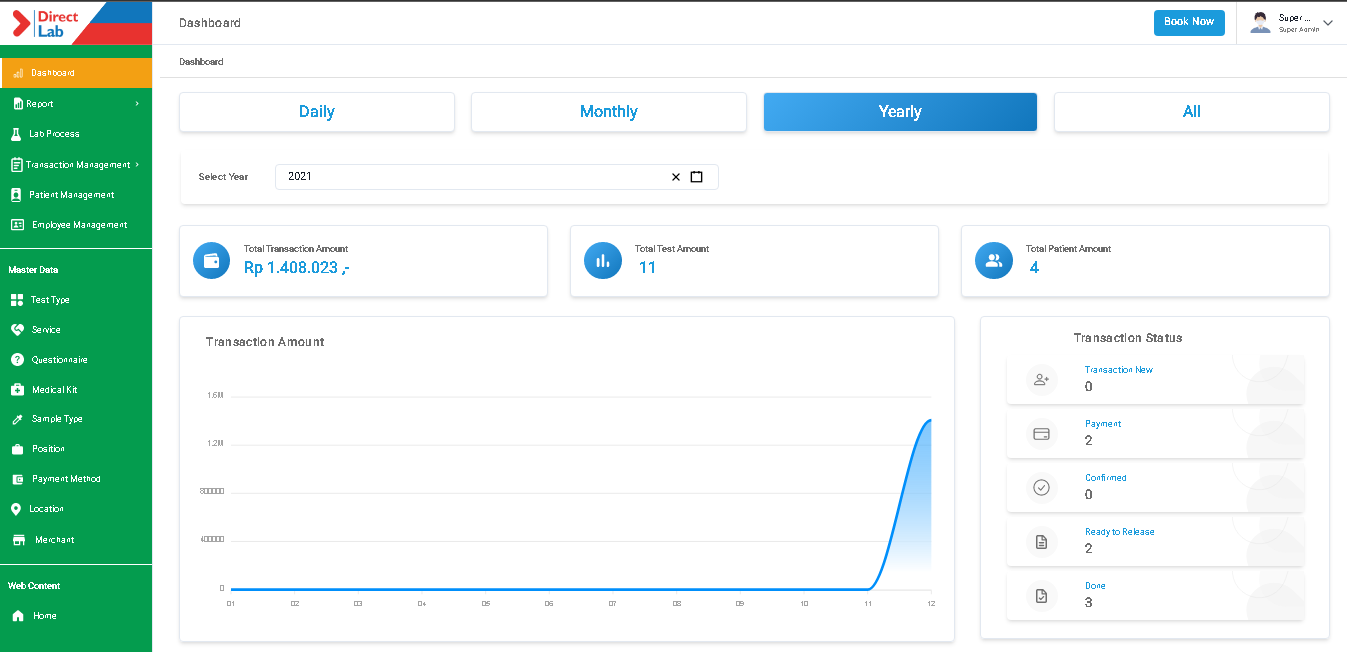 Direct
Lab
Dashboard
Book Now
Super ...
Super Admin
Dashboard
Dashboard
Report
Lab Process
Transaction Management
Patient Management
Employee Management
Master Data
Test Type
Service
Questionnaire
Medical Kit
Sample Type
Position
Payment Method
Location
Merchant
Web Content
Home
Daily
Monthly
Yearly
All
Select Year
2021
Total Transaction Amount
Rp 1.408.023 ,-
Total Test Amount
11
Total Patient Amount
4
Transaction Amount
1.6M
1.2M
800000
400000
0
01 02 03 04 05 06 07 08 09 10 11 12
Transaction Status
Transaction New
0
Payment
2
Confirmed
0
Ready to Release
2
Done
3